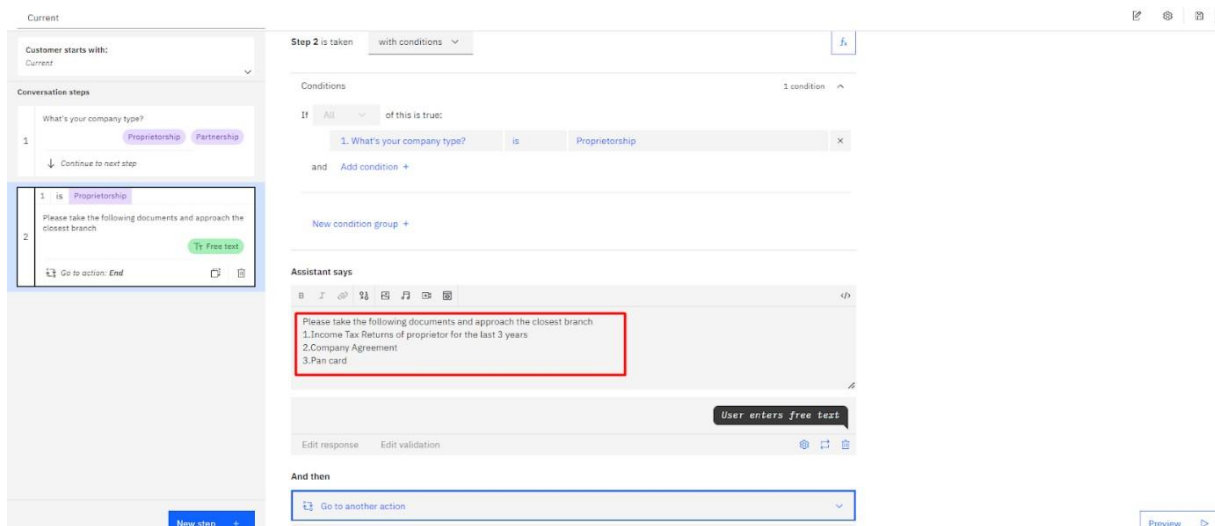 Current
Customer starts with:
Current
Conversation steps
1
What's your company type?
Proprietorship Partnership
Continue to next step
1 is Proprietorship
2
Please take the following documents and approach the
closest branch
Free text
Go to action: End
New step +
Step 2 is taken with conditions
fx
Conditions 1 condition
If All of this is true:
1. What's your company type? is Proprietorship ×
and Add condition +
New condition group +
Assistant says
B I </>
Please take the following documents and approach the closest branch
1.Income Tax Returns of proprietor for the last 3 years
2.Company Agreement
3.Pan card
User enters free text
Edit response Edit validation
And then
Go to another action
Preview